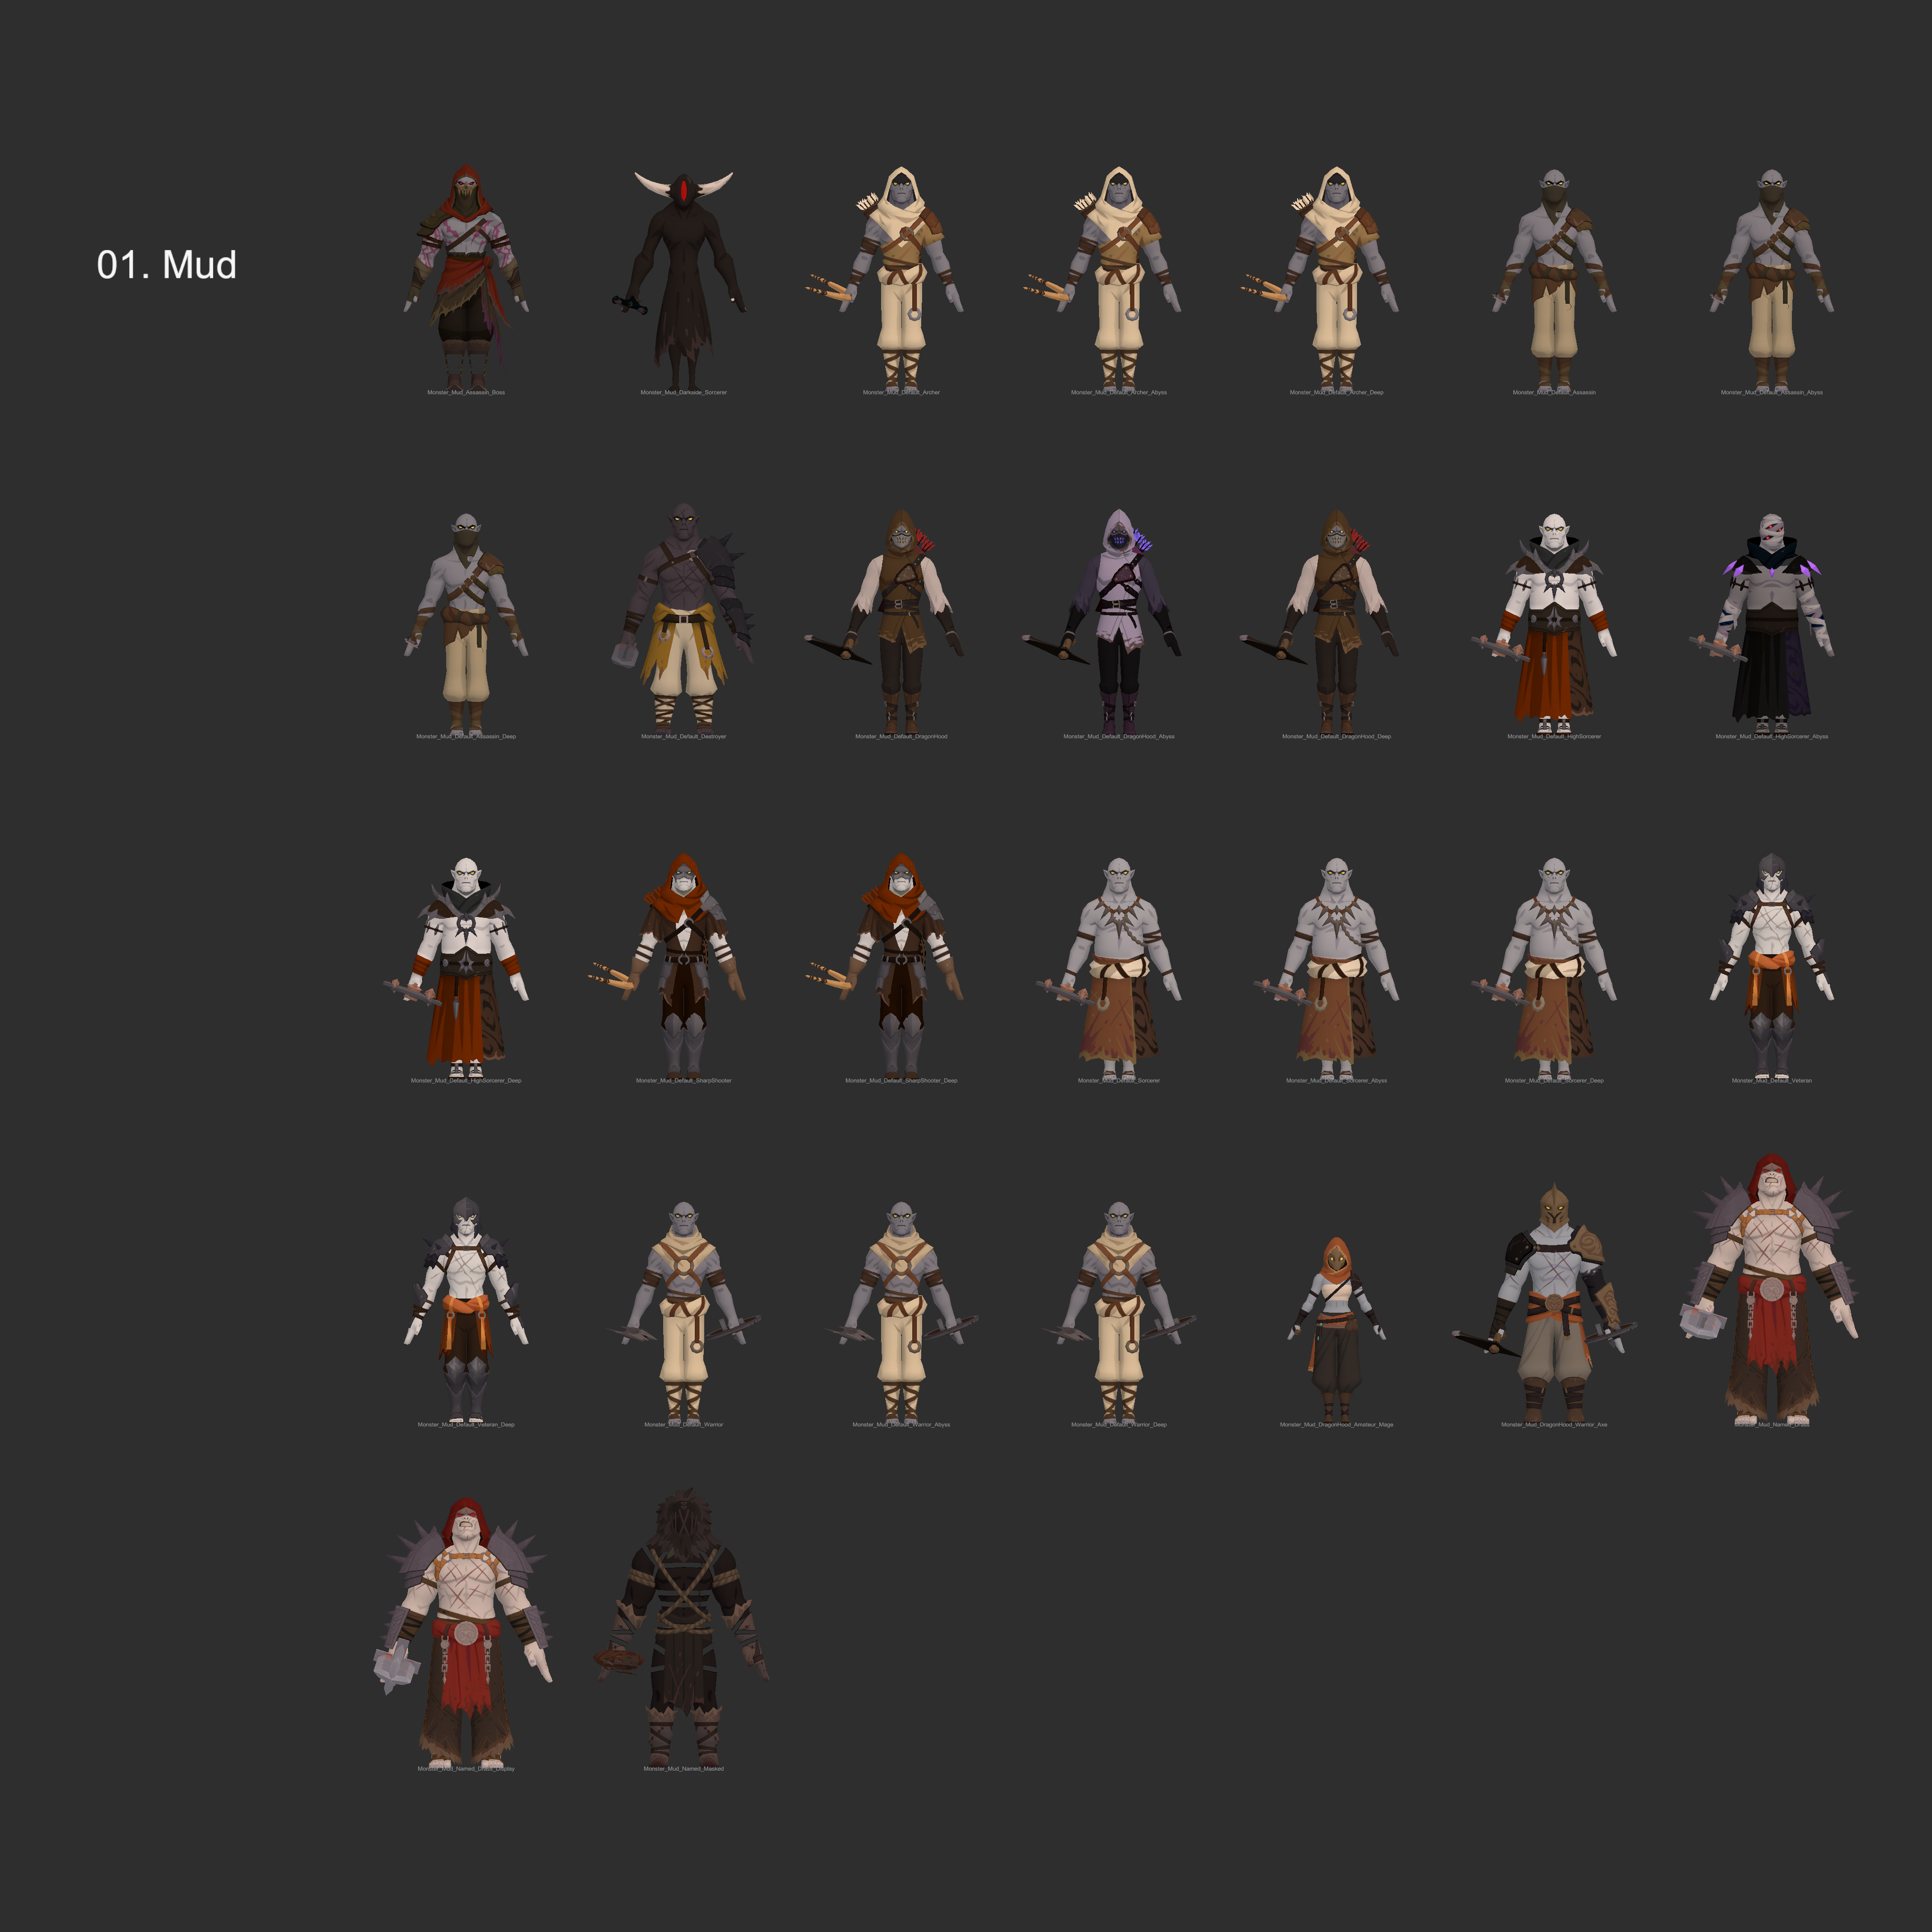 01. Mud
Monster_Mud_Assassin_Boss
Monster_Mud_Darkside_Sorcerer
Monster_Mud_Default_Archer
Monster_Mud_Default_Archer_Abyss
Monster_Mud_Default_Archer_Deep
Monster_Mud_Default_Assassin
Monster_Mud_Default_Assassin_Abyss
Monster_Mud_Default_Assassin_Deep
Monster_Mud_Default_Destroyer
Monster_Mud_Default_DragonHood
Monster_Mud_Default_DragonHood_Abyss
Monster_Mud_Default_DragonHood_Deep
Monster_Mud_Default_HighSorcerer
Monster_Mud_Default_HighSorcerer_Abyss
Monster_Mud_Default_HighSorcerer_Deep
Monster_Mud_Default_SharpShooter
Monster_Mud_Default_SharpShooter_Deep
Monster_Mud_Default_Sorcerer
Monster_Mud_Default_Sorcerer_Abyss
Monster_Mud_Default_Sorcerer_Deep
Monster_Mud_Default_Veteran
Monster_Mud_Default_Veteran_Deep
Monster_Mud_Default_Warrior
Monster_Mud_Default_Warrior_Abyss
Monster_Mud_Default_Warrior_Deep
Monster_Mud_DragonHood_Amateur_Mage
Monster_Mud_DragonHood_Warrior_Axe
Monster_Mud_Named_Masked